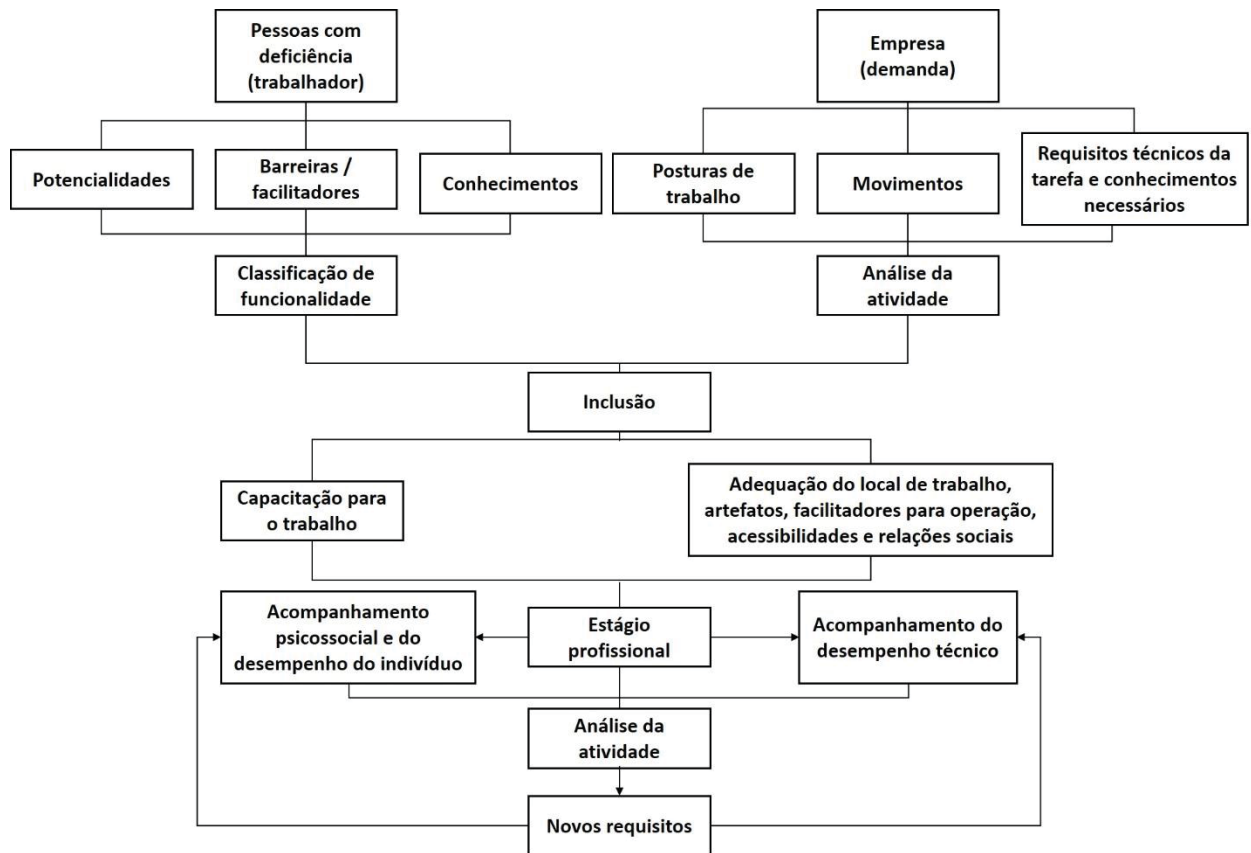 Pessoas com
deficiência
(trabalhador)
Empresa
(demanda)
Potencialidades
Barreiras /
facilitadores
Conhecimentos
Posturas de
trabalho
Movimentos
Requisitos técnicos da
tarefa e conhecimentos
necessários
Classificação de
funcionalidade
Análise da
atividade
Inclusão
Capacitação para
o trabalho
Adequação do local de trabalho,
artefatos, facilitadores para operação,
acessibilidades e relações sociais
Acompanhamento
psicossocial e do
desempenho do indivíduo
Estágio
profissional
Acompanhamento do
desempenho técnico
Análise da
atividade
Novos requisitos